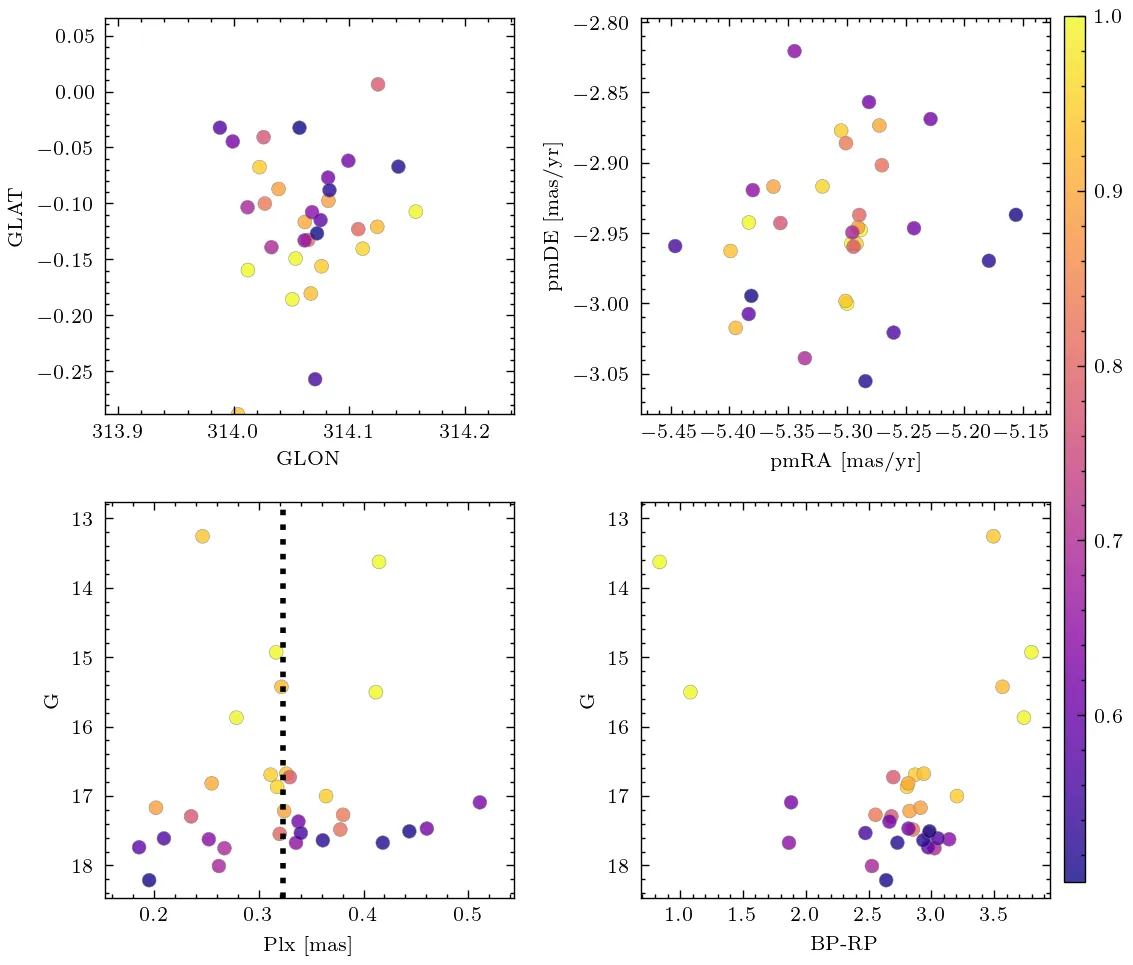 0.05
0.00
−0.05
−0.10
−0.15
−0.20
−0.25
GLAT
313.9 314.0 314.1 314.2
GLON
−2.80
−2.85
−2.90
−2.95
−3.00
−3.05
pmDE [mas/yr]
−5.45 −5.40 −5.35 −5.30 −5.25 −5.20 −5.15
pmRA [mas/yr]
1.0
0.9
0.8
0.7
0.6
13
14
15
16
17
18
G
0.2 0.3 0.4 0.5
Plx [mas]
13
14
15
16
17
18
G
1.0 1.5 2.0 2.5 3.0 3.5
BP-RP